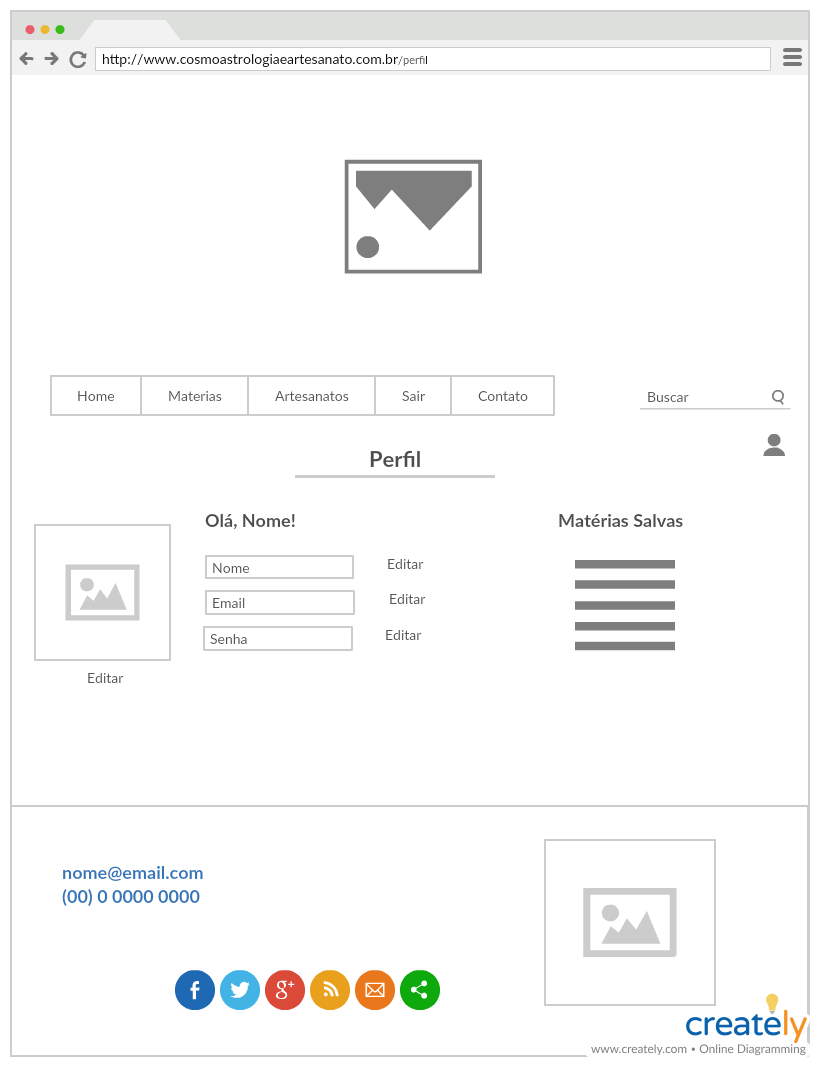 http://www.cosmoastrologiaeartesanato.com.br/perfil
Home Materias Artesanatos Sair Contato
Buscar
Perfil
Olá, Nome!
Matérias Salvas
Nome Editar
Email Editar
Senha Editar
Editar
nome@email.com
(00) 0 0000 0000
f g+
creately
www.creately.com • Online Diagramming